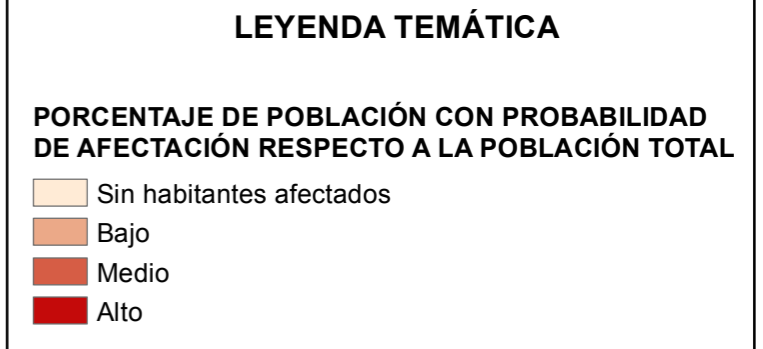 LEYENDA TEMÁTICA
PORCENTAJE DE POBLACIÓN CON PROBABILIDAD
DE AFECTACIÓN RESPECTO A LA POBLACIÓN TOTAL
Sin habitantes afectados
Bajo
Medio
Alto